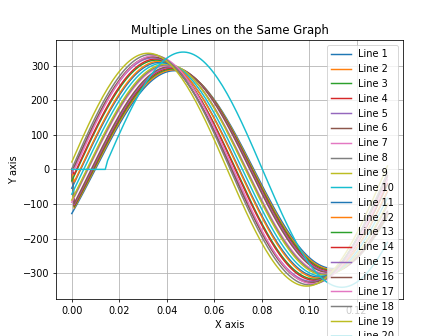 Multiple Lines on the Same Graph
Y axis
300
200
100
0
−100
−200
−300
0.00
0.02
0.04
0.06
0.08
0.10
X axis
Line 1
Line 2
Line 3
Line 4
Line 5
Line 6
Line 7
Line 8
Line 9
Line 10
Line 12
Line 13
Line 14
Line 15
Line 16
Line 17
Line 18
Line 19
Line 20